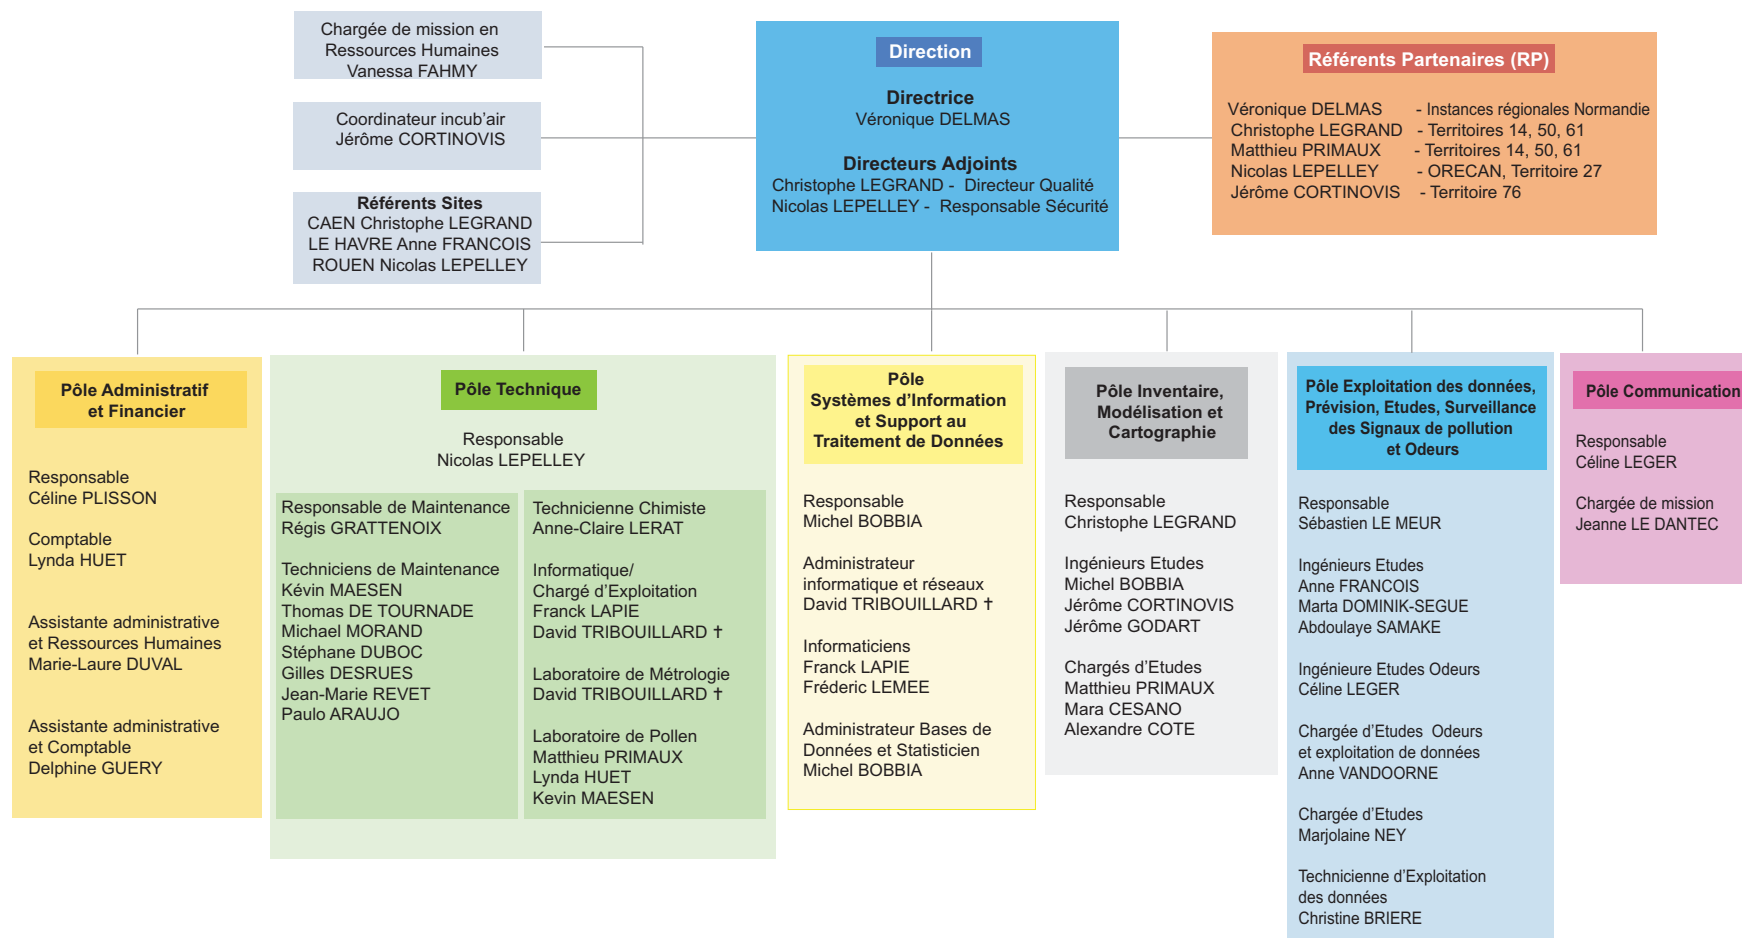 Chargée de mission en
Ressources Humaines
Vanessa FAHMY
Coordinateur incub'air
Jérôme CORTINOVIS
Référents Sites
CAEN Christophe LEGRAND
LE HAVRE Anne FRANCOIS
ROUEN Nicolas LEPELLEY
Direction
Directrice
Véronique DELMAS
Directeurs Adjoints
Christophe LEGRAND - Directeur Qualité
Nicolas LEPELLEY - Responsable Sécurité
Référents Partenaires (RP)
Véronique DELMAS - Instances régionales Normandie
Christophe LEGRAND - Territoires 14, 50, 61
Matthieu PRIMAUX - Territoires 14, 50, 61
Nicolas LEPELLEY - ORECAN, Territoire 27
Jérôme CORTINOVIS - Territoire 76
Pôle Administratif
et Financier
Responsable
Céline PLISSON
Comptable
Lynda HUET
Assistante administrative
et Ressources Humaines
Marie-Laure DUVAL
Assistante administrative
et Comptable
Delphine GUERY
Pôle Technique
Responsable
Nicolas LEPELLEY
Responsable de Maintenance
Régis GRATTENOIX
Techniciens de Maintenance
Kévin MAESEN
Thomas DE TOURNADE
Michael MORAND
Stéphane DUBOC
Gilles DESRUES
Jean-Marie REVET
Paulo ARAUJO
Technicienne Chimiste
Anne-Claire LERAT
Informatique/
Chargé d'Exploitation
Franck LAPIE
David TRIBOUILLARD ✝
Laboratoire de Métrologie
David TRIBOUILLARD ✝
Laboratoire de Pollen
Matthieu PRIMAUX
Lynda HUET
Kevin MAESEN
Pôle
Systèmes d'Information
et Support au
Traitement de Données
Responsable
Michel BOBBIA
Administrateur
informatique et réseaux
David TRIBOUILLARD ✝
Informaticiens
Franck LAPIE
Fréderic LEMEE
Administrateur Bases de
Données et Statisticien
Michel BOBBIA
Pôle Inventaire,
Modélisation et
Cartographie
Responsable
Christophe LEGRAND
Ingénieurs Etudes
Michel BOBBIA
Jérôme CORTINOVIS
Jérôme GODART
Chargés d'Etudes
Matthieu PRIMAUX
Mara CESANO
Alexandre COTE
Pôle Exploitation des données,
Prévision, Etudes, Surveillance
des Signaux de pollution
et Odeurs
Responsable
Sébastien LE MEUR
Ingénieurs Etudes
Anne FRANCOIS
Marta DOMINIK-SEGUE
Abdoulaye SAMAKE
Ingénieure Etudes Odeurs
Céline LEGER
Chargée d'Etudes Odeurs
et exploitation de données
Anne VANDOORNE
Chargée d'Etudes
Marjolaine NEY
Technicienne d'Exploitation
des données
Christine BRIERE
Pôle Communication
Responsable
Céline LEGER
Chargée de mission
Jeanne LE DANTEC